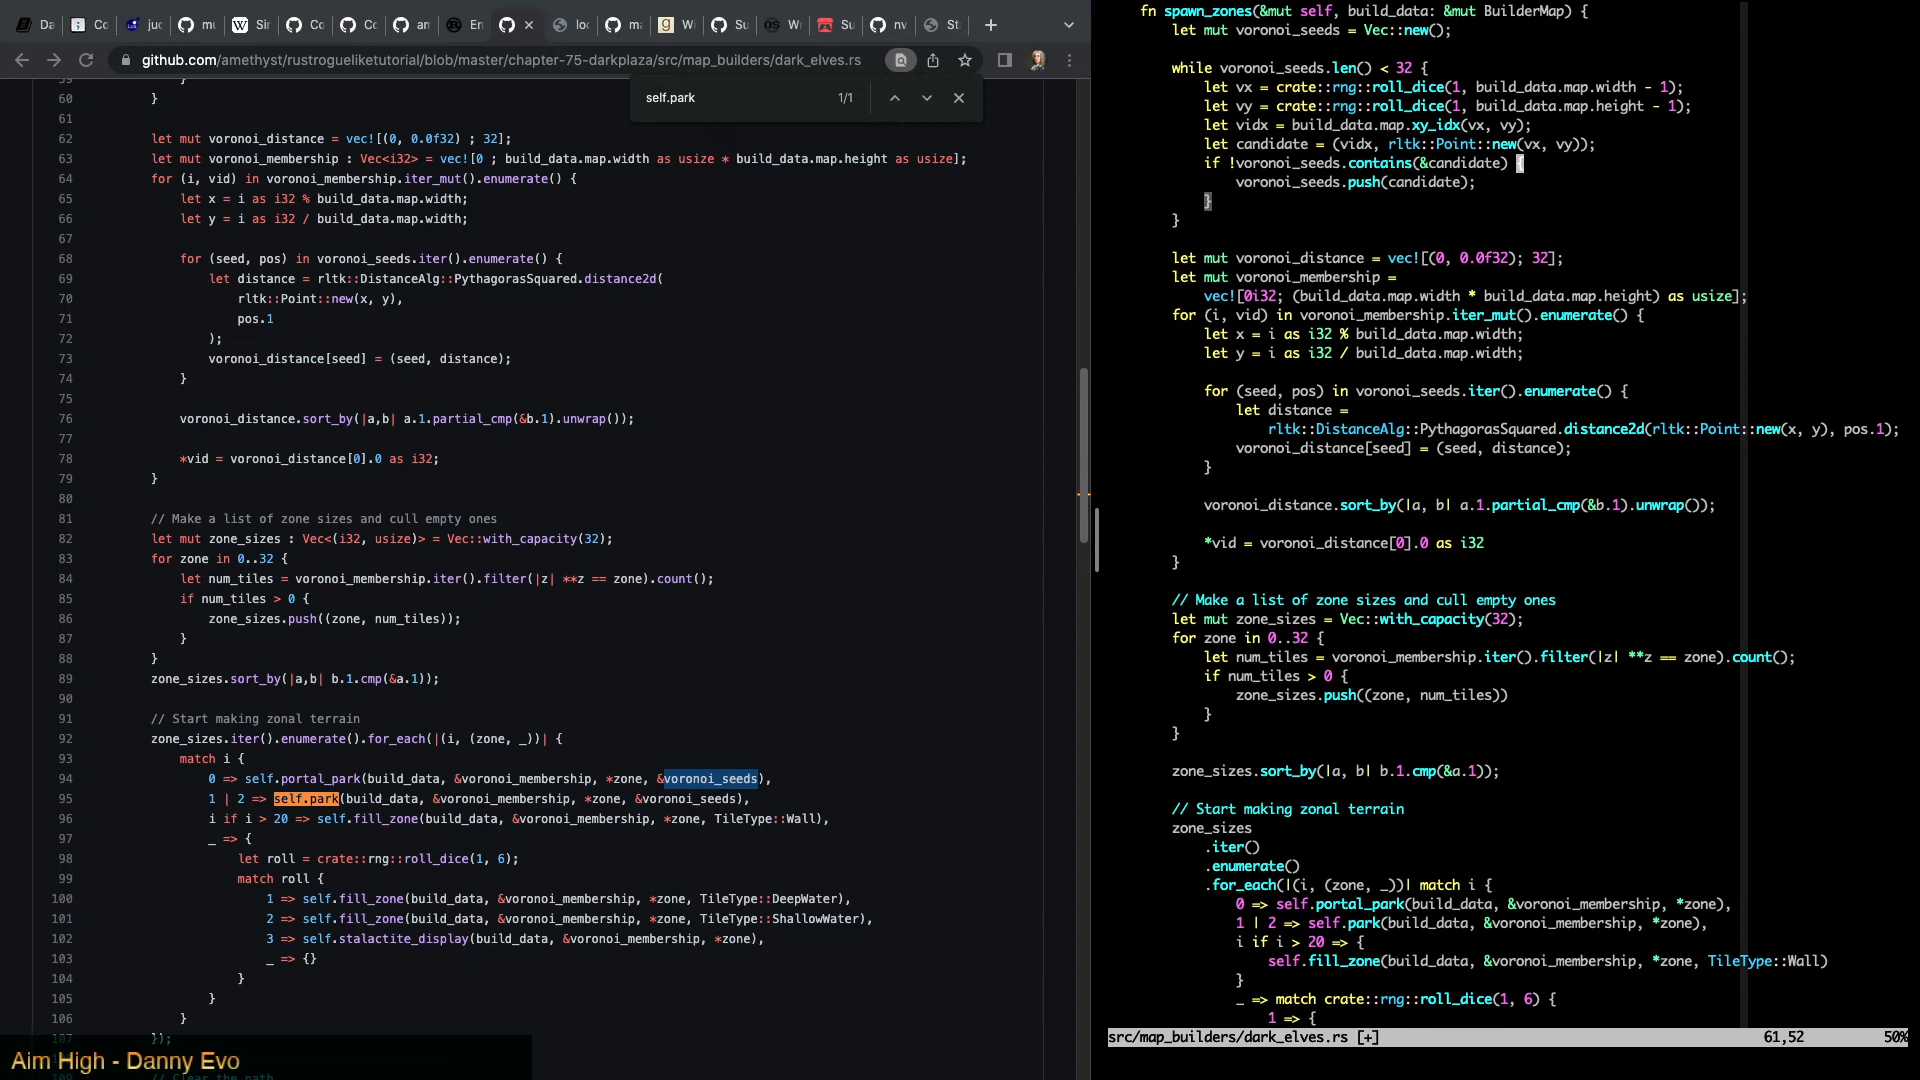 Da
Co
juc
mu
Sir
Co
Co
am
En
loc
ma
Wi
Su
Wr
Su
nv
St
github.com/amethyst/rustrogueliketutorial/blob/master/chapter-75-darkplaza/src/map_builders/dark_elves.rs
self.park 1/1
59 }
60 }
61
62 let mut voronoi_distance = vec![(0, 0.0f32) ; 32];
63 let mut voronoi_membership : Vec<i32> = vec![0 ; build_data.map.width as usize * build_data.map.height as usize];
64 for (i, vid) in voronoi_membership.iter_mut().enumerate() {
65 let x = i as i32 % build_data.map.width;
66 let y = i as i32 / build_data.map.width;
67
68 for (seed, pos) in voronoi_seeds.iter().enumerate() {
69 let distance = rltk::DistanceAlg::PythagorasSquared.distance2d(
70 rltk::Point::new(x, y),
71 pos.1
72 );
73 voronoi_distance[seed] = (seed, distance);
74 }
75
76 voronoi_distance.sort_by(|a,b| a.1.partial_cmp(&b.1).unwrap());
77
78 *vid = voronoi_distance[0].0 as i32;
79 }
80
81 // Make a list of zone sizes and cull empty ones
82 let mut zone_sizes : Vec<(i32, usize)> = Vec::with_capacity(32);
83 for zone in 0..32 {
84 let num_tiles = voronoi_membership.iter().filter(|z| **z == zone).count();
85 if num_tiles > 0 {
86 zone_sizes.push((zone, num_tiles));
87 }
88 }
89 zone_sizes.sort_by(|a,b| b.1.cmp(&a.1));
90
91 // Start making zonal terrain
92 zone_sizes.iter().enumerate().for_each(|(i, (zone, _))| {
93 match i {
94 0 => self.portal_park(build_data, &voronoi_membership, *zone, &voronoi_seeds),
95 1 | 2 => self.park(build_data, &voronoi_membership, *zone, &voronoi_seeds),
96 i if i > 20 => self.fill_zone(build_data, &voronoi_membership, *zone, TileType::Wall),
97 _ => {
98 let roll = crate::rng::roll_dice(1, 6);
99 match roll {
100 1 => self.fill_zone(build_data, &voronoi_membership, *zone, TileType::DeepWater),
101 2 => self.fill_zone(build_data, &voronoi_membership, *zone, TileType::ShallowWater),
102 3 => self.stalactite_display(build_data, &voronoi_membership, *zone),
103 _ => {}
104 }
105 }
106 }
107 });
109 // Clear the path
Aim High - Danny Evo
fn spawn_zones(&mut self, build_data: &mut BuilderMap) {
let mut voronoi_seeds = Vec::new();
while voronoi_seeds.len() < 32 {
let vx = crate::rng::roll_dice(1, build_data.map.width - 1);
let vy = crate::rng::roll_dice(1, build_data.map.height - 1);
let vidx = build_data.map.xy_idx(vx, vy);
let candidate = (vidx, rltk::Point::new(vx, vy));
if !voronoi_seeds.contains(&candidate) {
voronoi_seeds.push(candidate);
}
}
let mut voronoi_distance = vec![(0, 0.0f32); 32];
let mut voronoi_membership =
vec![0i32; (build_data.map.width * build_data.map.height) as usize];
for (i, vid) in voronoi_membership.iter_mut().enumerate() {
let x = i as i32 % build_data.map.width;
let y = i as i32 / build_data.map.width;
for (seed, pos) in voronoi_seeds.iter().enumerate() {
let distance =
rltk::DistanceAlg::PythagorasSquared.distance2d(rltk::Point::new(x, y), pos.1);
voronoi_distance[seed] = (seed, distance);
}
voronoi_distance.sort_by(|a, b| a.1.partial_cmp(&b.1).unwrap());
*vid = voronoi_distance[0].0 as i32
}
// Make a list of zone sizes and cull empty ones
let mut zone_sizes = Vec::with_capacity(32);
for zone in 0..32 {
let num_tiles = voronoi_membership.iter().filter(|z| **z == zone).count();
if num_tiles > 0 {
zone_sizes.push((zone, num_tiles))
}
}
zone_sizes.sort_by(|a, b| b.1.cmp(&a.1));
// Start making zonal terrain
zone_sizes
.iter()
.enumerate()
.for_each(|(i, (zone, _))| match i {
0 => self.portal_park(build_data, &voronoi_membership, *zone),
1 | 2 => self.park(build_data, &voronoi_membership, *zone),
i if i > 20 => {
self.fill_zone(build_data, &voronoi_membership, *zone, TileType::Wall)
}
_ => match crate::rng::roll_dice(1, 6) {
1 => {
src/map_builders/dark_elves.rs [+] 61,52 50%